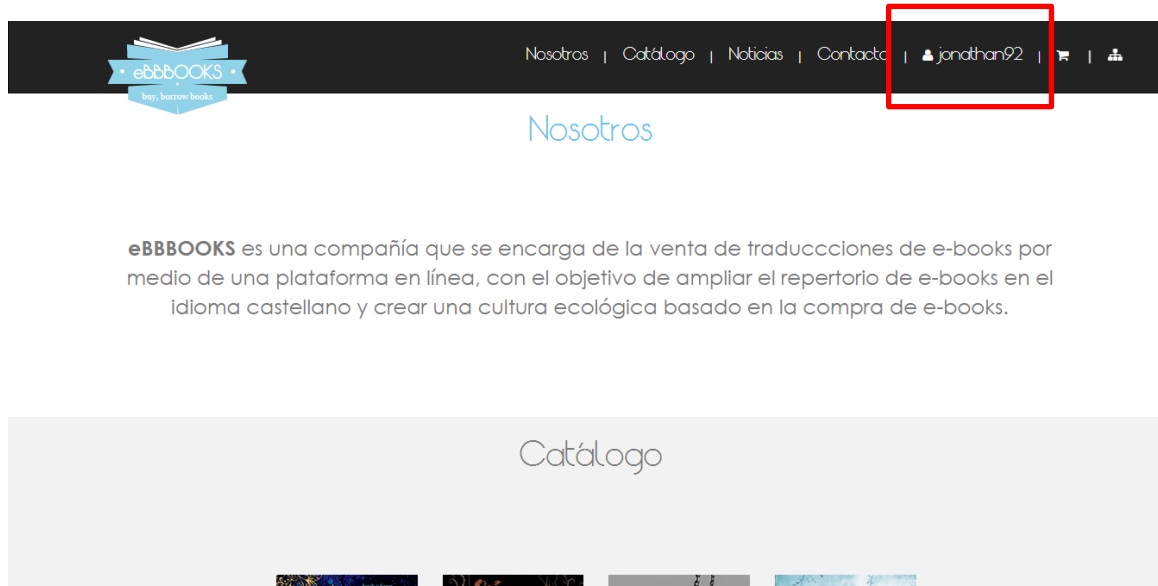 Nosotros | Catálogo | Noticias | Contacto | jonathan92 | |
• eBBBOOKS •
buy, borrow books
Nosotros
eBBBOOKS es una compañía que se encarga de la venta de traduccciones de e-books por
medio de una plataforma en línea, con el objetivo de ampliar el repertorio de e-books en el
idioma castellano y crear una cultura ecológica basado en la compra de e-books.
Catálogo